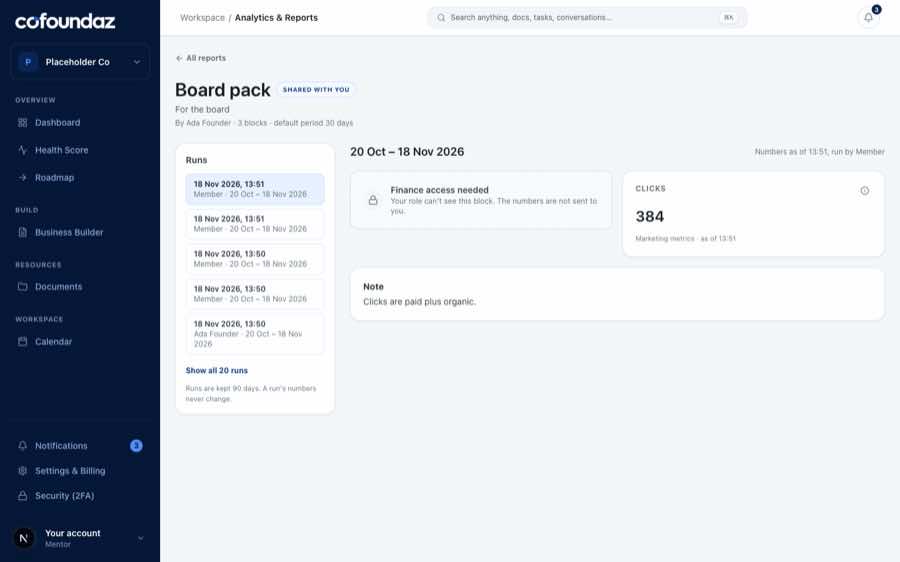 cofoundaz
P
Placeholder Co
OVERVIEW
Dashboard
Health Score
Roadmap
BUILD
Business Builder
RESOURCES
Documents
WORKSPACE
Calendar
Notifications
3
Settings & Billing
Security (2FA)
N
Your account
Mentor
Workspace / Analytics & Reports
Search anything, docs, tasks, conversations...
⌘K
3
← All reports
Board pack
SHARED WITH YOU
For the board
By Ada Founder · 3 blocks · default period 30 days
Runs
18 Nov 2026, 13:51
Member · 20 Oct – 18 Nov 2026
18 Nov 2026, 13:51
Member · 20 Oct – 18 Nov 2026
18 Nov 2026, 13:50
Member · 20 Oct – 18 Nov 2026
18 Nov 2026, 13:50
Member · 20 Oct – 18 Nov 2026
18 Nov 2026, 13:50
Ada Founder · 20 Oct – 18 Nov
2026
Show all 20 runs
Runs are kept 90 days. A run's numbers
never change.
20 Oct – 18 Nov 2026
Numbers as of 13:51, run by Member
Finance access needed
Your role can't see this block. The numbers are not sent to
you.
CLICKS
384
Marketing metrics · as of 13:51
Note
Clicks are paid plus organic.